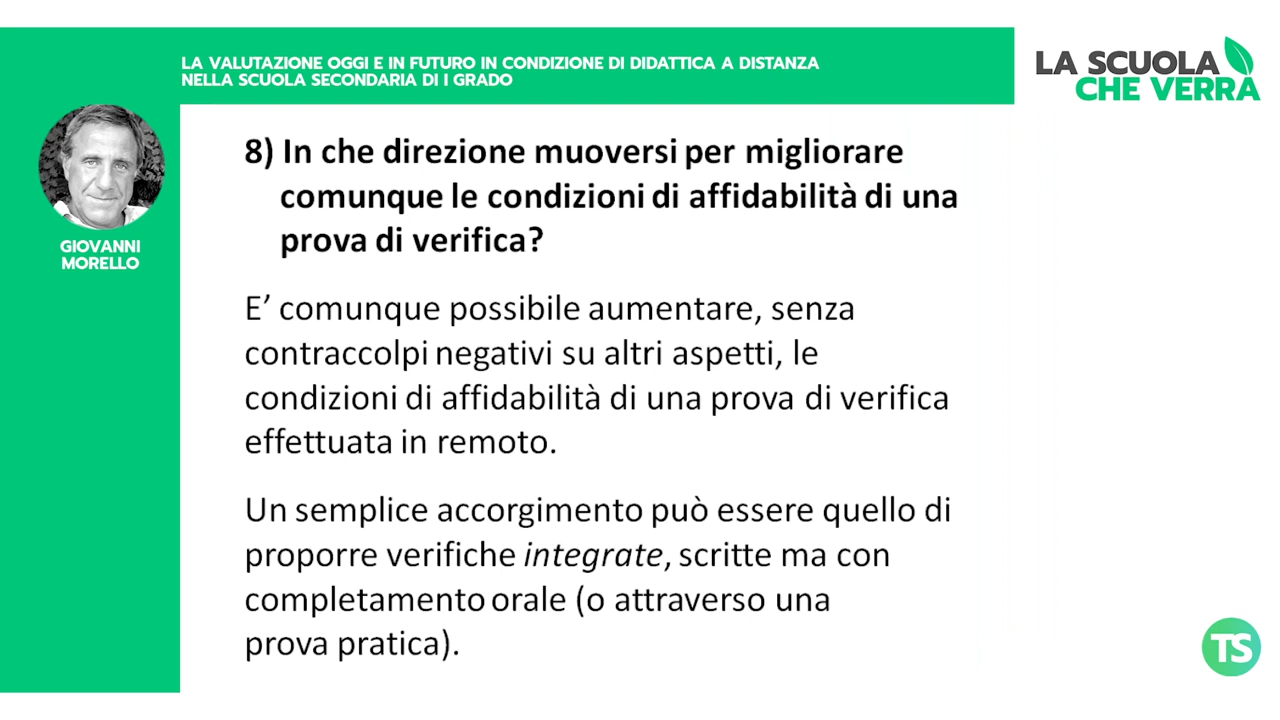 LA VALUTAZIONE OGGI E IN FUTURO IN CONDIZIONE DI DIDATTICA A DISTANZA
NELLA SCUOLA SECONDARIA DI I GRADO
LA SCUOLA
CHE VERRÀ
GIOVANNI
MORELLO
8) In che direzione muoversi per migliorare
comunque le condizioni di affidabilità di una
prova di verifica?
E’ comunque possibile aumentare, senza
contraccolpi negativi su altri aspetti, le
condizioni di affidabilità di una prova di verifica
effettuata in remoto.
Un semplice accorgimento può essere quello di
proporre verifiche integrate, scritte ma con
completamento orale (o attraverso una
prova pratica).
TS